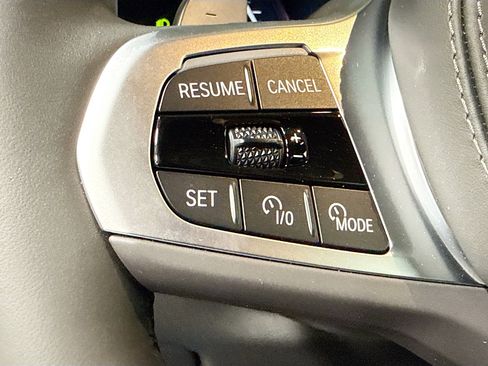 RESUME CANCEL
+
SET I/O MODE